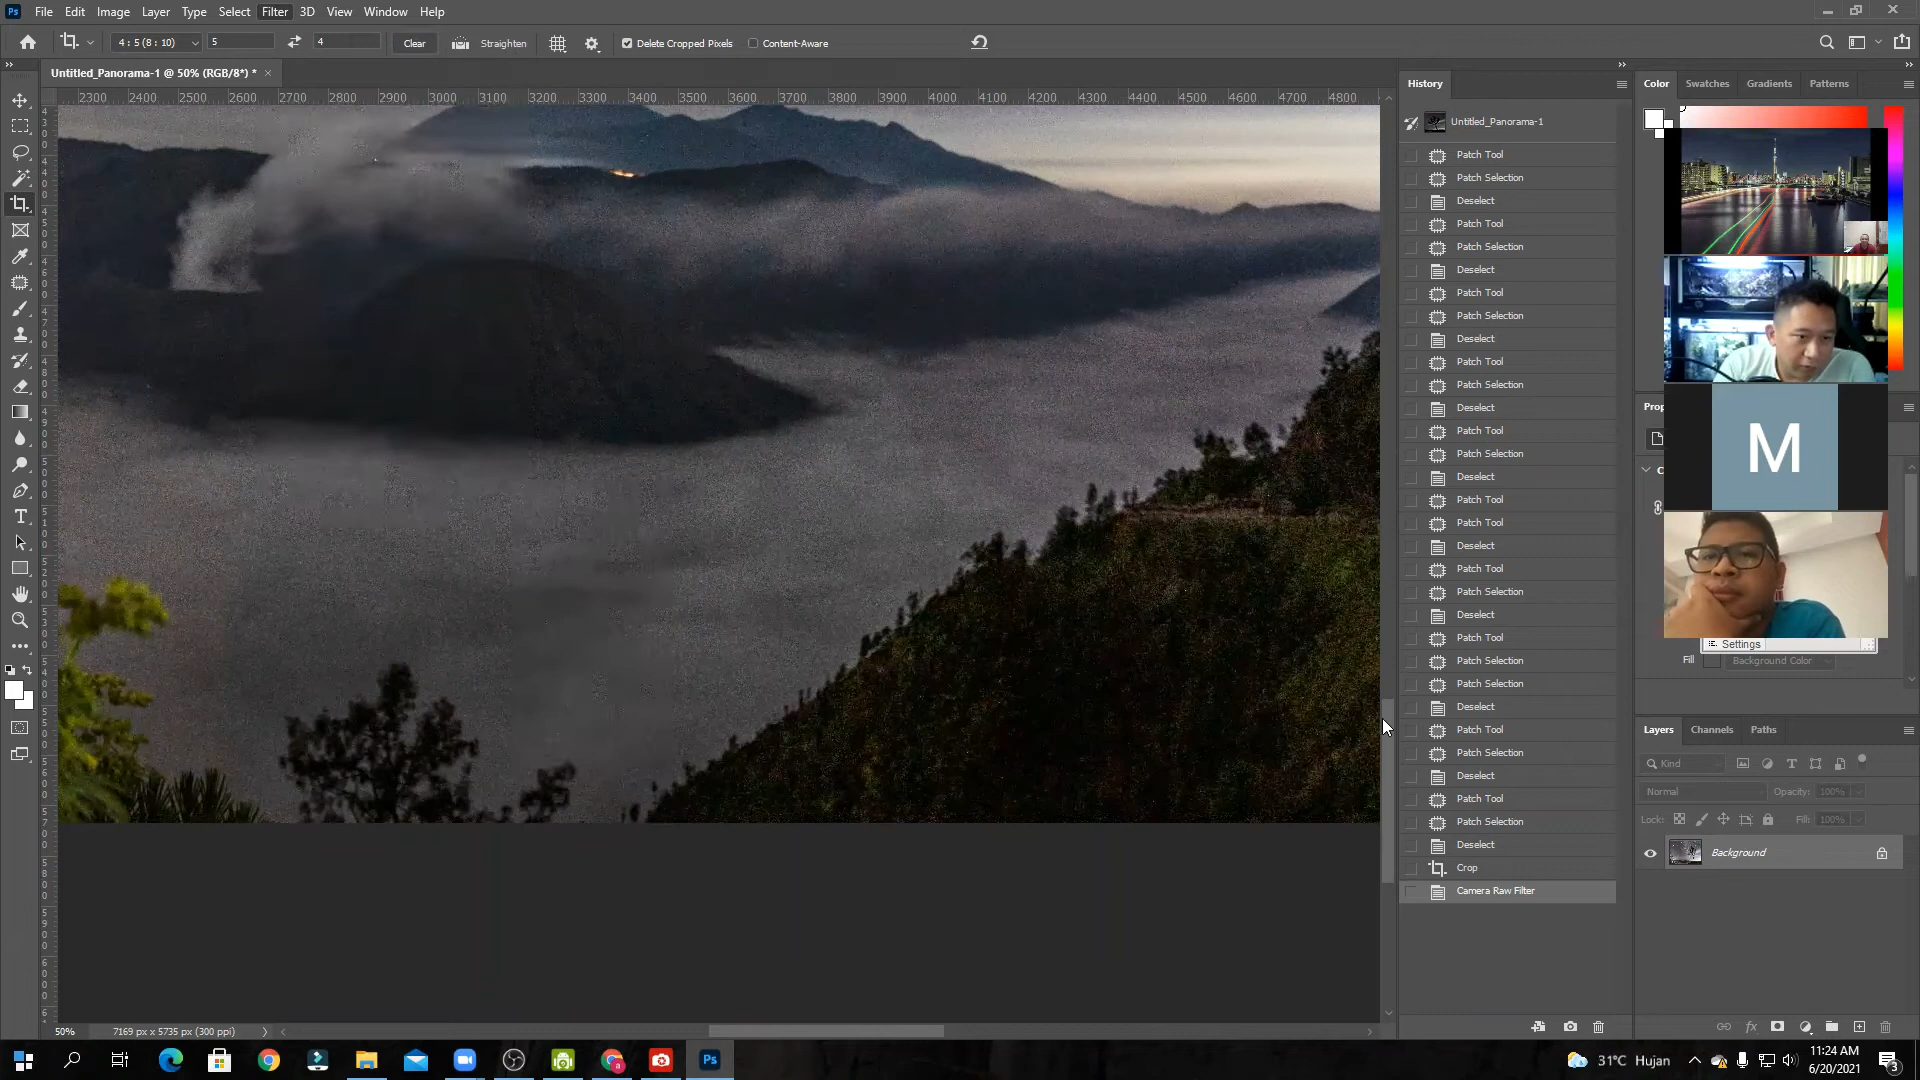 Ps File Edit Image Layer Type Select Filter 3D View Window Help
4 : 5 (8 : 10) 5 4 Clear Straighten Delete Cropped Pixels Content-Aware
Untitled_Panorama-1 @ 50% (RGB/8*) * ×
2300 2400 2500 2600 2700 2800 2900 3000 3100 3200 3300 3400 3500 3600 3700 3800 3900 4000 4100 4200 4300 4400 4500 4600 4700 4800
History
Untitled_Panorama-1
Patch Tool
Patch Selection
Deselect
Patch Tool
Patch Selection
Deselect
Patch Tool
Patch Selection
Deselect
Patch Tool
Patch Selection
Deselect
Patch Tool
Patch Selection
Deselect
Patch Tool
Patch Tool
Deselect
Patch Tool
Patch Selection
Deselect
Patch Tool
Patch Selection
Patch Selection
Deselect
Patch Tool
Patch Selection
Deselect
Patch Tool
Patch Selection
Deselect
Crop
Camera Raw Filter
Color Swatches Gradients Patterns
Prop
C
M
Settings
Fill Background Color
Layers Channels Paths
Kind
Normal Opacity: 100%
Lock: Fill: 100%
Background
50% 7169 px x 5735 px (300 ppi)
Ps
31°C Hujan
11:24 AM
6/20/2021
3